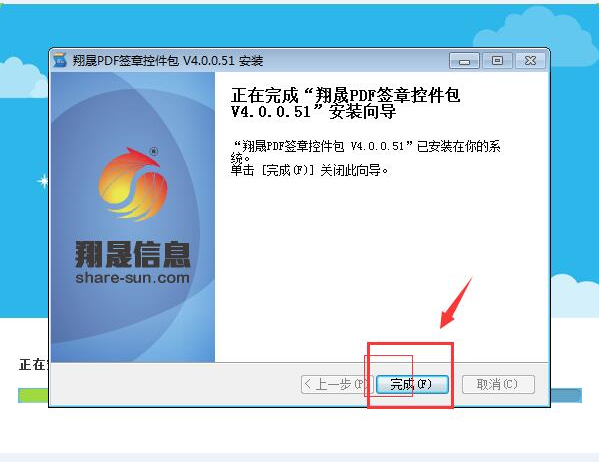 翔晟PDF签章控件包 V4.0.0.51 安装
正在完成“翔晟PDF签章控件包
V4.0.0.51”安装向导
“翔晟PDF签章控件包 V4.0.0.51”已安装在你的系
统。
单击 [完成(F)] 关闭此向导。
®
翔晟信息
share-sun.com
正在
< 上一步(P)
完成(F)
取消(C)